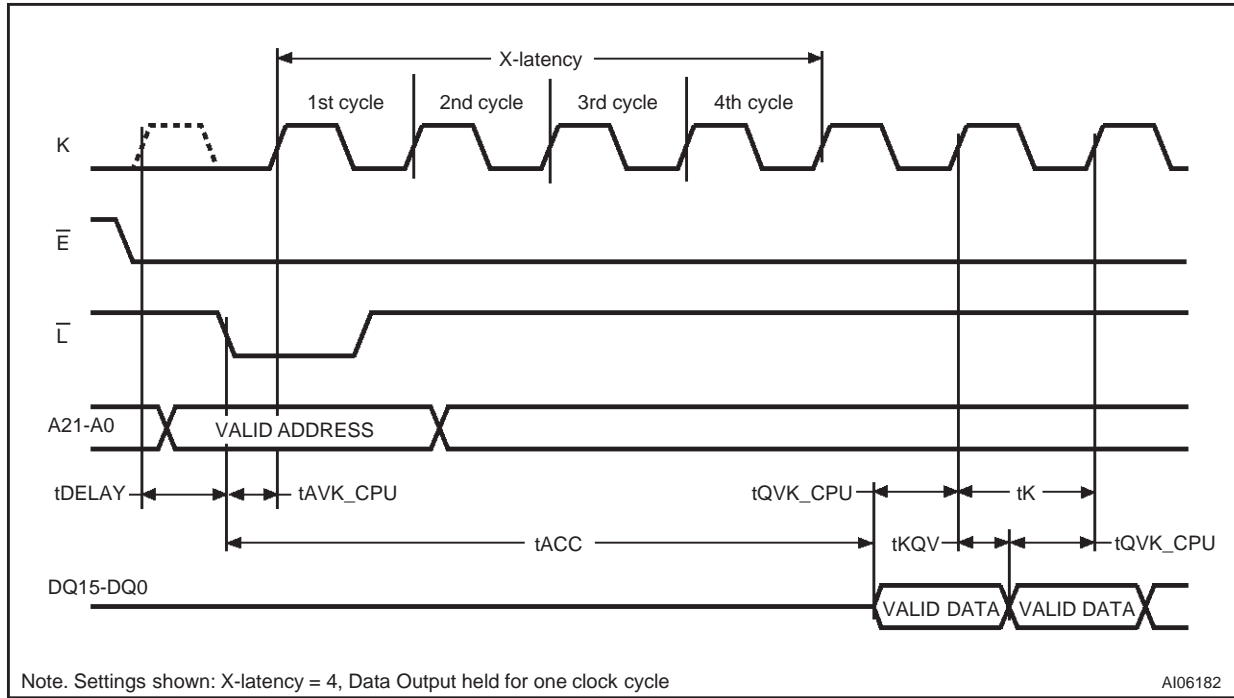 X-latency
1st cycle 2nd cycle 3rd cycle 4th cycle
K
E
L
A21-A0 VALID ADDRESS
tDELAY tAVK_CPU tQVK_CPU tK
tACC tKQV tQVK_CPU
DQ15-DQ0
VALID DATA VALID DATA
Note. Settings shown: X-latency = 4, Data Output held for one clock cycle AI06182